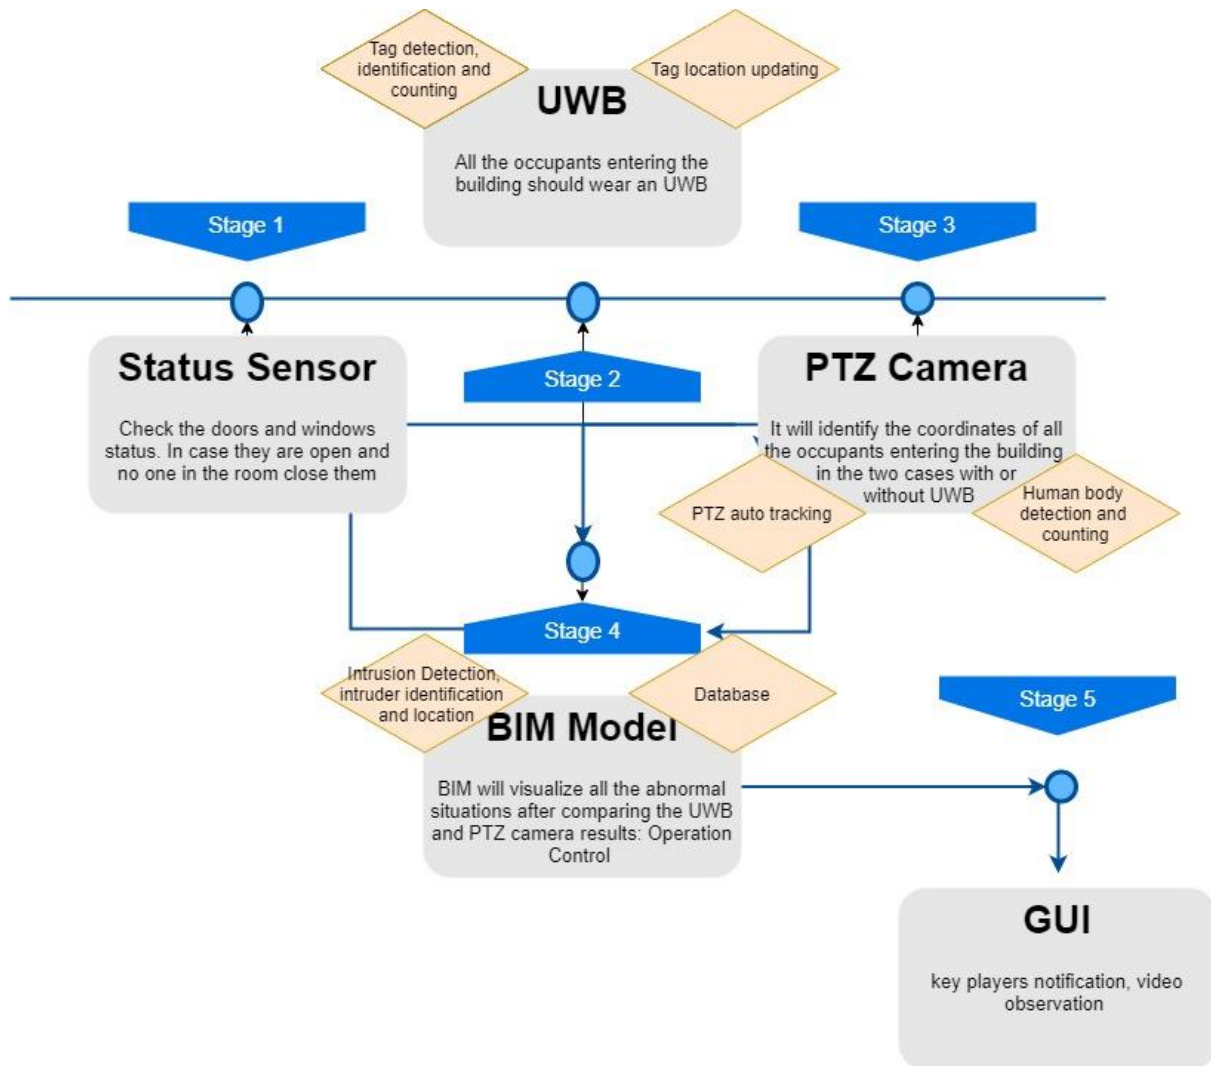 Tag detection,
identification and
counting
Tag location updating
UWB
All the occupants entering the
building should wear an UWB
Stage 1
Stage 3
Status Sensor
Check the doors and windows
status. In case they are open and
no one in the room close them
Stage 2
PTZ Camera
It will identify the coordinates of all
the occupants entering the building
in the two cases with or
without UWB
PTZ auto tracking
Human body
detection and
counting
Stage 4
Intrusion Detection,
intruder identification
and location
Database
BIM Model
BIM will visualize all the abnormal
situations after comparing the UWB
and PTZ camera results: Operation
Control
Stage 5
GUI
key players notification, video
observation